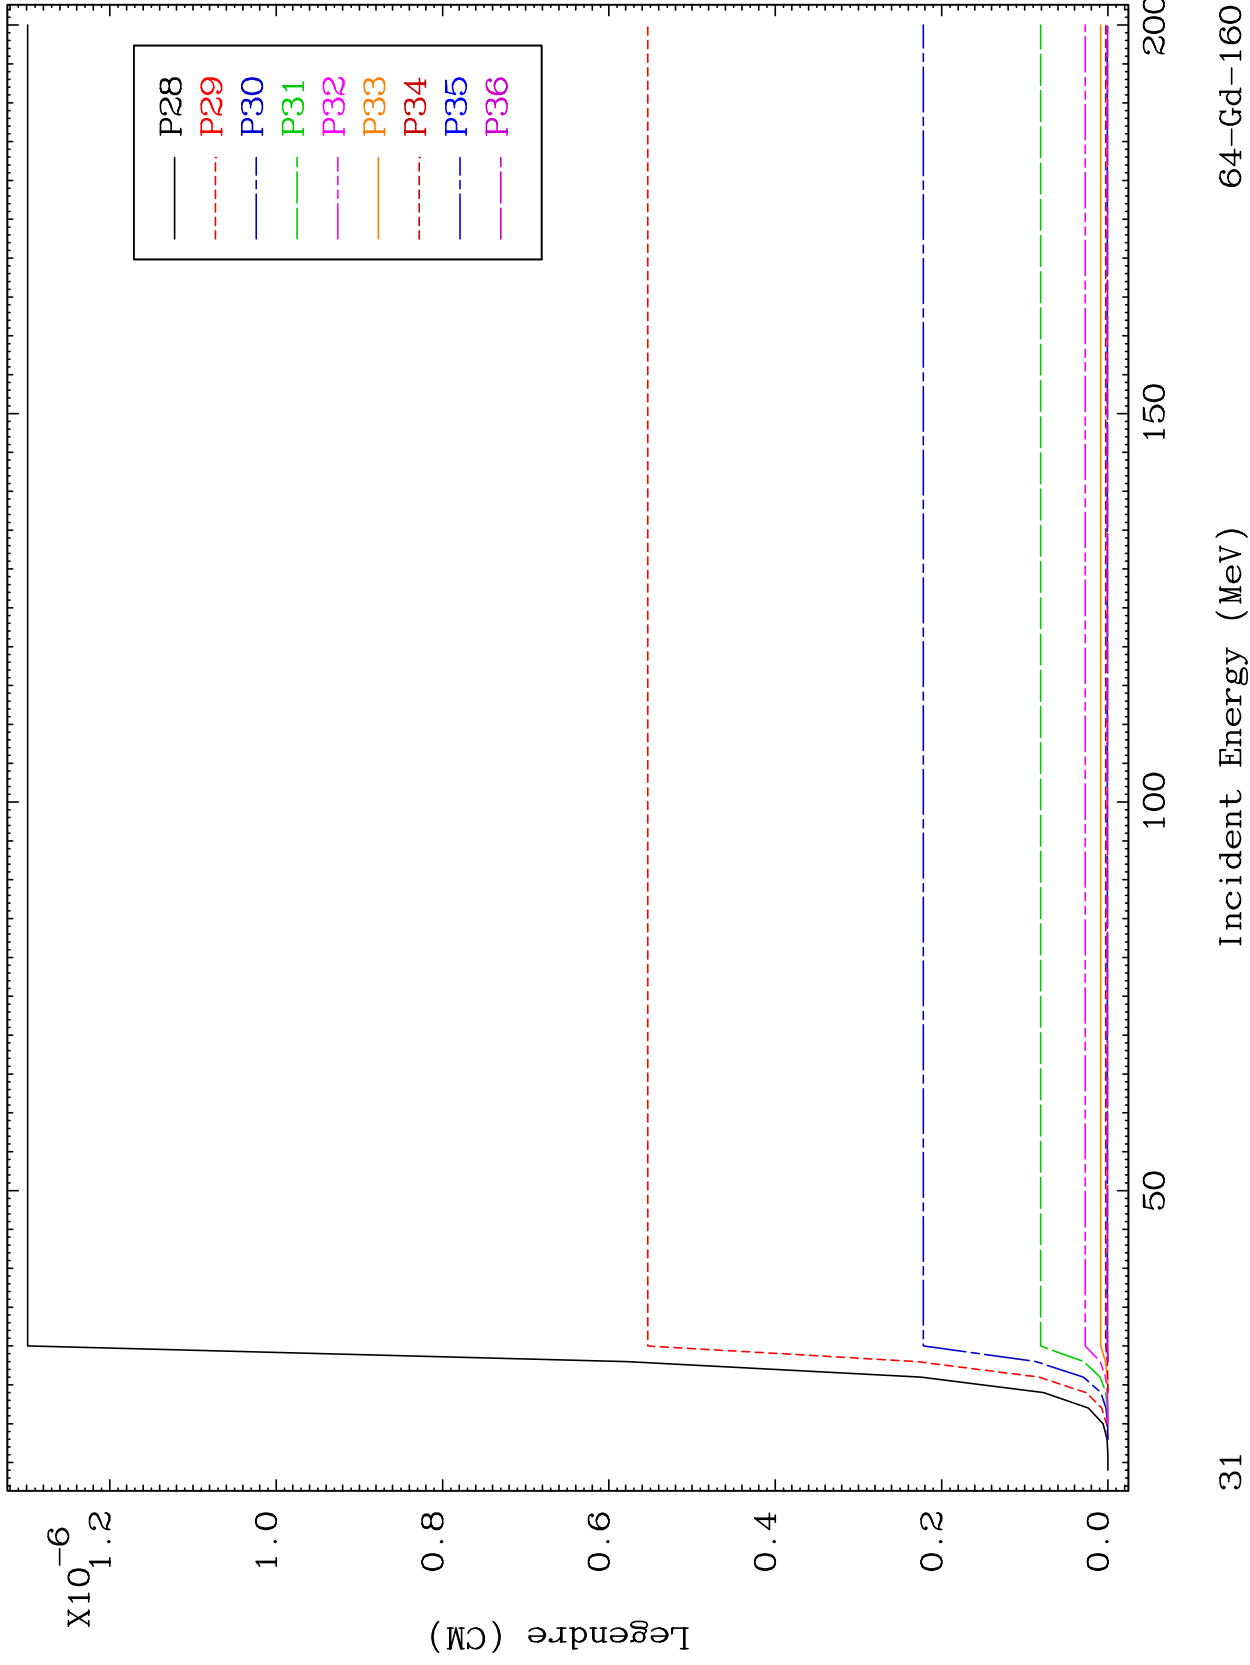 X10-6
1.2
1.0
0.8
0.6
0.4
0.2
0.0
Legendre (CM)
P28
P29
P30
P31
P32
P33
P34
P35
P36
50
100
150
200
31
Incident Energy (MeV)
64-Gd-160